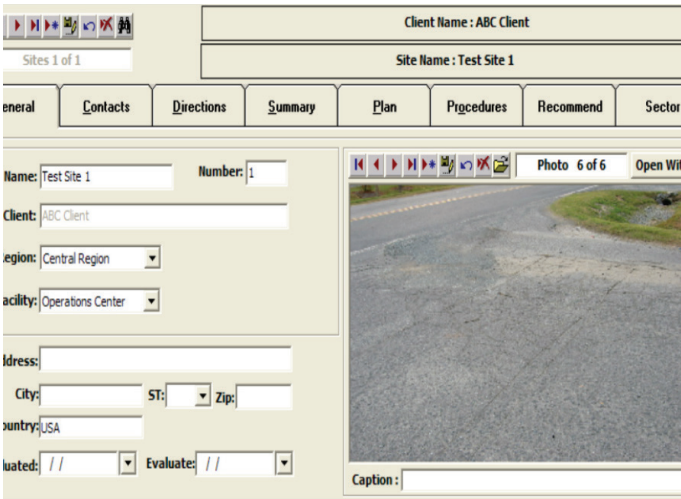 Client Name : ABC Client
Sites 1 of 1
Site Name : Test Site 1
eneral Contacts Directions Summary Plan Procedures Recommend Sector
Name: Test Site 1 Number: 1
Client: ABC Client
egion: Central Region
acility: Operations Center
Photo 6 of 6 Open Wit
ddress:
City: ST: Zip:
ountry: USA
luated: / / Evaluate: / /
Caption :